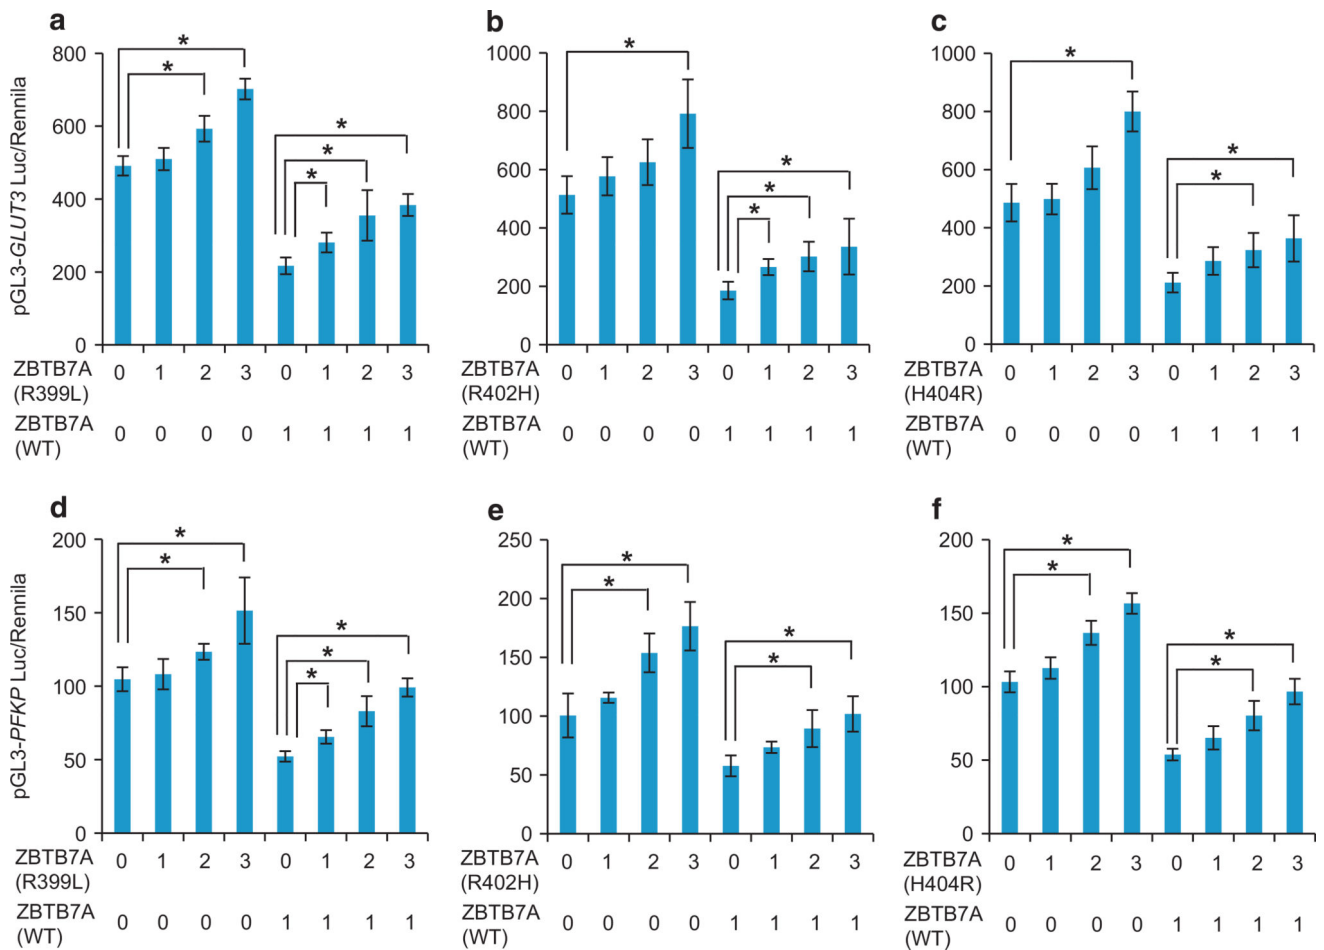 a
pGL3-GLUT3 Luc/Rennila
800
600
400
200
0
* * * * *
ZBTB7A
(R399L)
0 1 2 3 0 1 2 3
ZBTB7A
(WT)
0 0 0 0 1 1 1 1
b
1000
800
600
400
200
0
* * * *
ZBTB7A
(R402H)
0 1 2 3 0 1 2 3
ZBTB7A
(WT)
0 0 0 0 1 1 1 1
c
1000
800
600
400
200
0
* * *
ZBTB7A
(H404R)
0 1 2 3 0 1 2 3
ZBTB7A
(WT)
0 0 0 0 1 1 1 1
d
pGL3-PFKP Luc/Rennila
200
150
100
50
0
* * * * *
ZBTB7A
(R399L)
0 1 2 3 0 1 2 3
ZBTB7A
(WT)
0 0 0 0 1 1 1 1
e
250
200
150
100
50
0
* * * *
ZBTB7A
(R402H)
0 1 2 3 0 1 2 3
ZBTB7A
(WT)
0 0 0 0 1 1 1 1
f
200
150
100
50
0
* * * *
ZBTB7A
(H404R)
0 1 2 3 0 1 2 3
ZBTB7A
(WT)
0 0 0 0 1 1 1 1